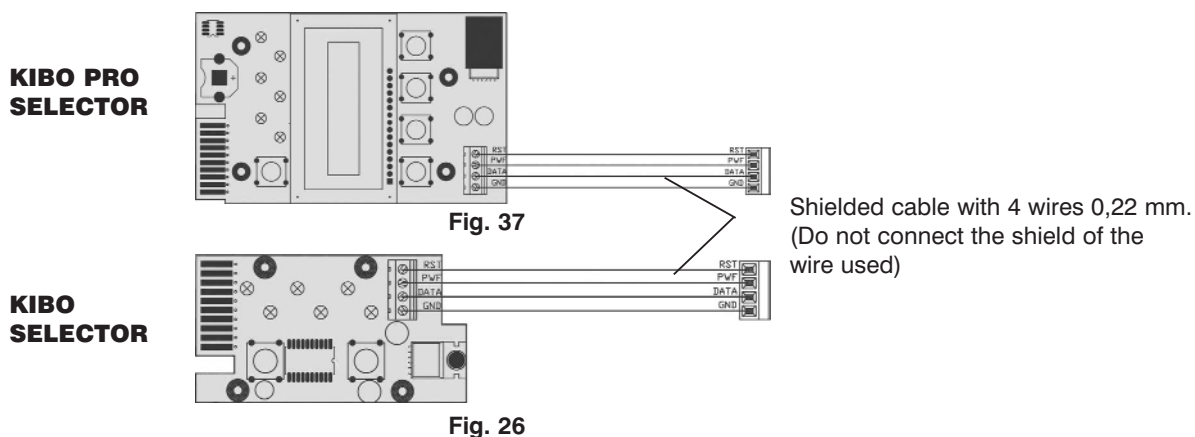 KIBO PRO
SELECTOR
RST
PWF
DATA
GND
RST
PWF
DATA
GND
Fig. 37
Shielded cable with 4 wires 0,22 mm.
(Do not connect the shield of the
wire used)
KIBO
SELECTOR
RST
PWF
DATA
GND
RST
PWF
DATA
GND
Fig. 26